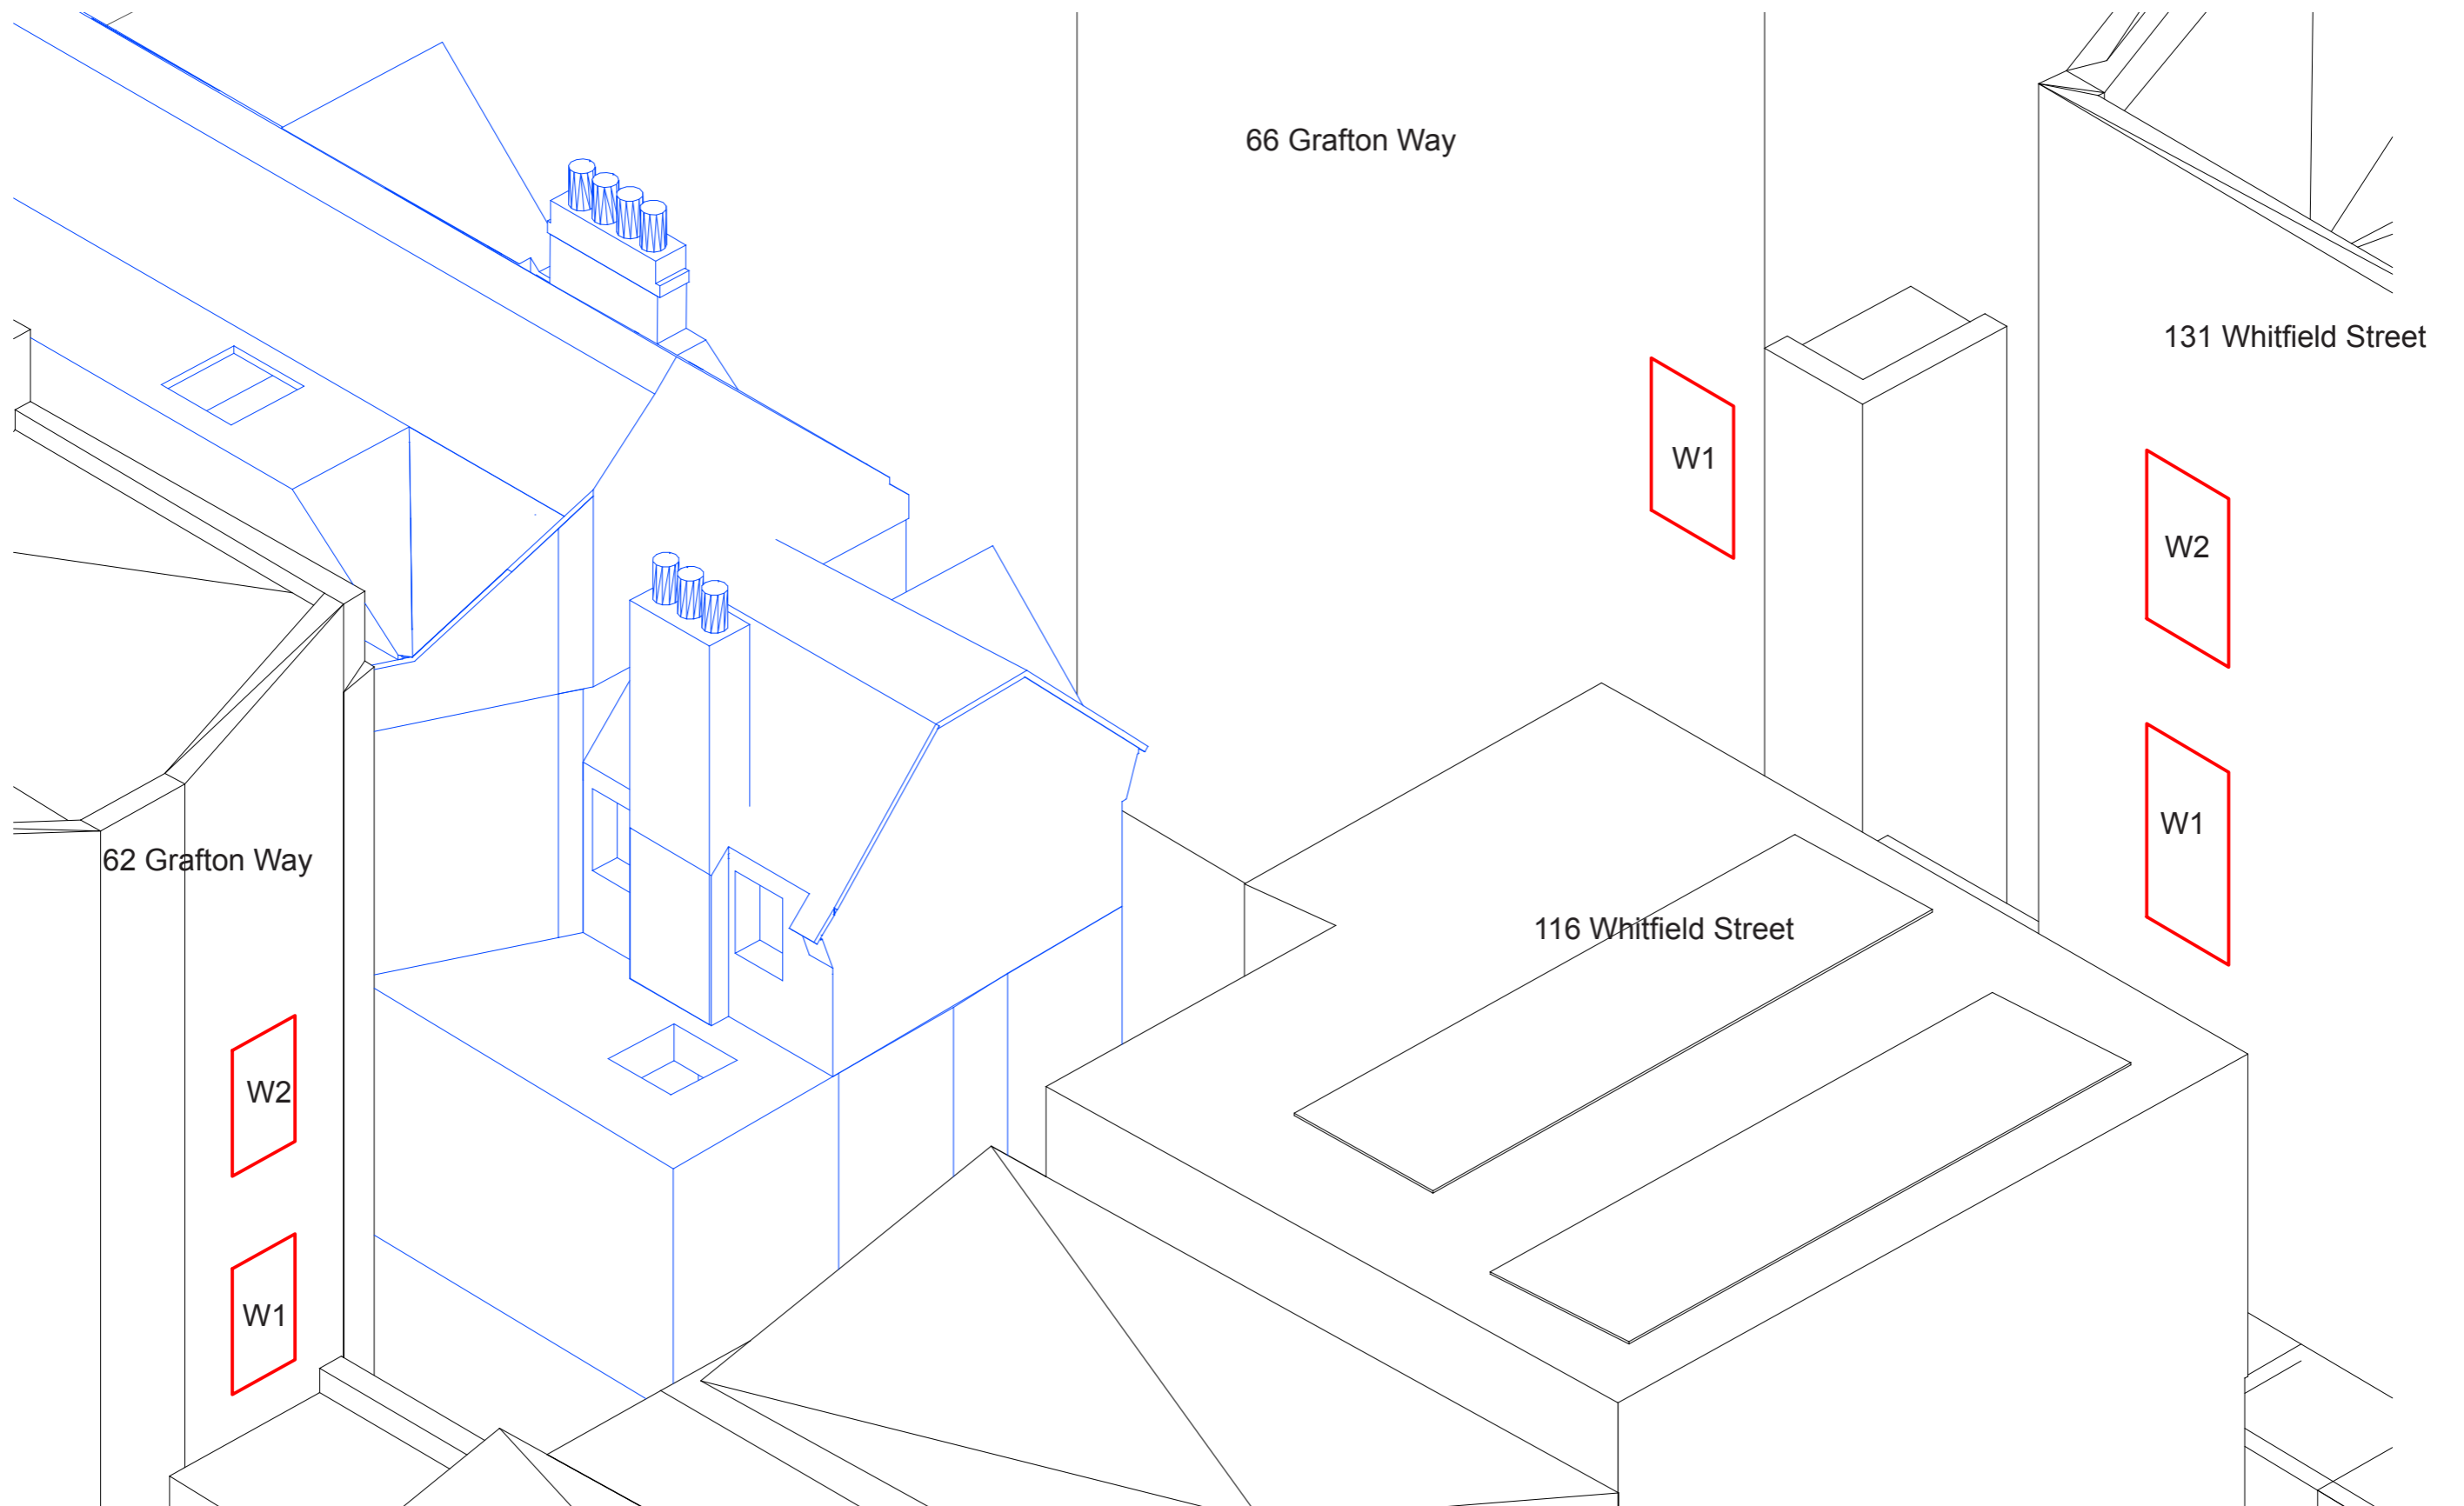 66 Grafton Way
131 Whitfield Street
W1
W2
W1
62 Grafton Way
116 Whitfield Street
W2
W1